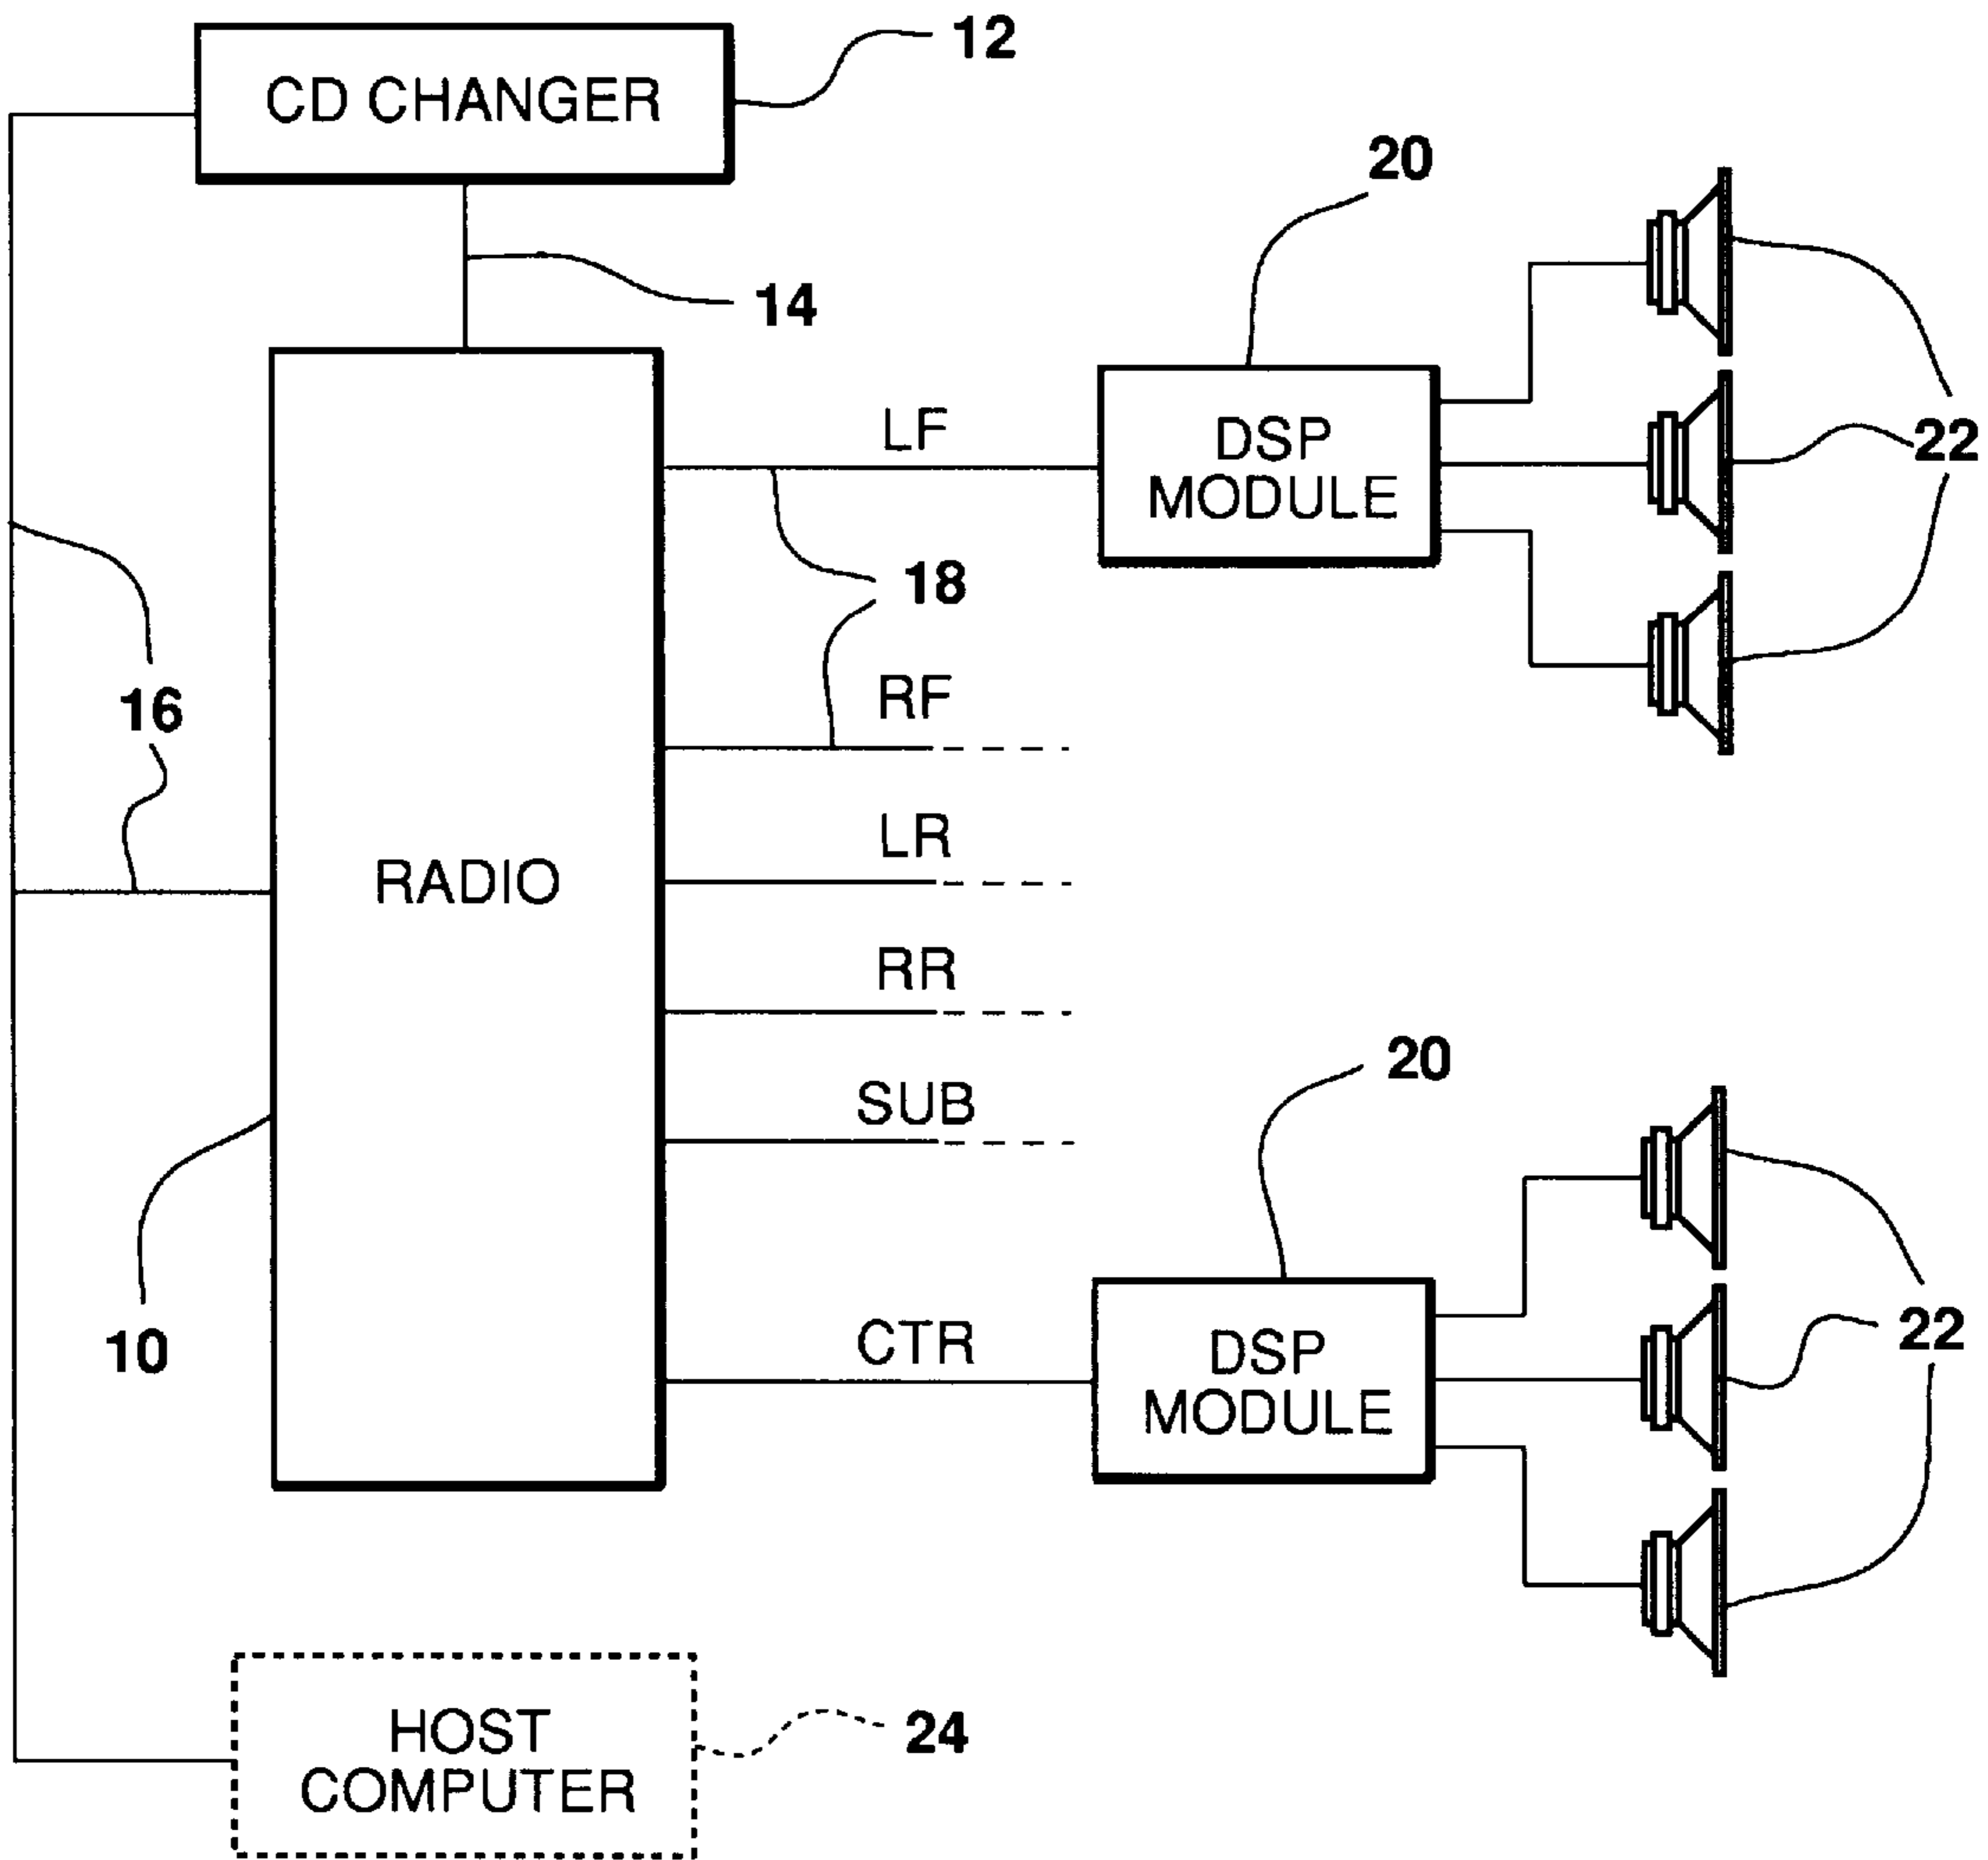 12
CD CHANGER
20
14
LF
DSP
MODULE
22
18
RF
16
LR
RADIO
RR
20
SUB
10
CTR
DSP
MODULE
22
24
HOST
COMPUTER